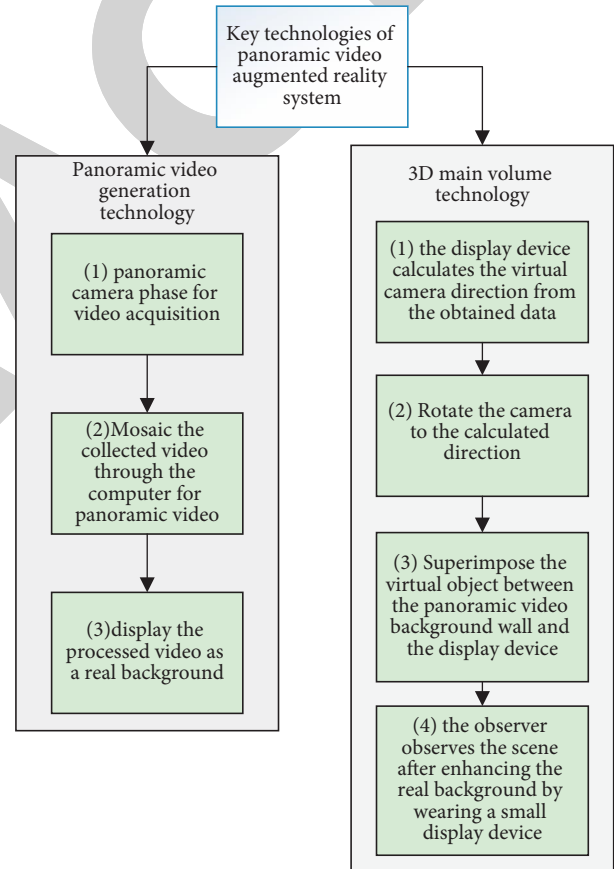 Key technologies of
panoramic video
augmented reality
system
Panoramic video
generation
technology
(1) panoramic
camera phase for
video acquisition
(2)Mosaic the
collected video
through the
computer for
panoramic video
(3)display the
processed video as
a real background
3D main volume
technology
(1) the display device
calculates the virtual
camera direction from
the obtained data
(2) Rotate the camera
to the calculated
direction
(3) Superimpose the
virtual object between
the panoramic video
background wall and
the display device
(4) the observer
observes the scene
after enhancing the
real background by
wearing a small
display device